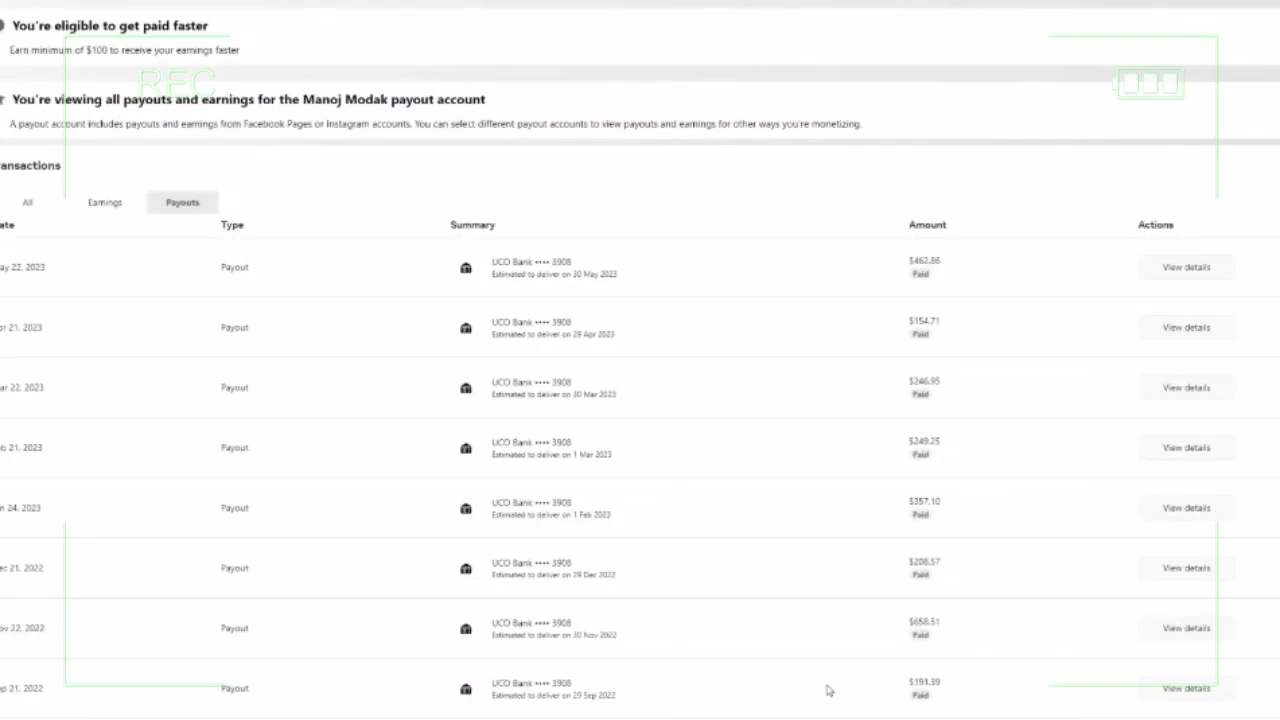 You're eligible to get paid faster
Earn minimum of $100 to receive your earnings faster
REC
You're viewing all payouts and earnings for the Manoj Modak payout account
A payout account includes payouts and earnings from Facebook Pages or Instagram accounts. You can select different payout accounts to view payouts and earnings for other ways you're monetizing.
ansactions
All Earnings Payouts
ate Type Summary Amount Actions
ay 22, 2023 Payout UCO Bank •••• 3908 $462.86 View details
Estimated to deliver on 30 May 2023 Paid
pr 21, 2023 Payout UCO Bank •••• 3908 $154.71 View details
Estimated to deliver on 29 Apr 2023 Paid
ar 22, 2023 Payout UCO Bank •••• 3908 $246.95 View details
Estimated to deliver on 30 Mar 2023 Paid
b 21, 2023 Payout UCO Bank •••• 3908 $249.25 View details
Estimated to deliver on 1 Mar 2023 Paid
n 24, 2023 Payout UCO Bank •••• 3908 $357.10 View details
Estimated to deliver on 1 Feb 2023 Paid
ec 21, 2022 Payout UCO Bank •••• 3908 $208.57 View details
Estimated to deliver on 29 Dec 2022 Paid
ov 22, 2022 Payout UCO Bank •••• 3908 $658.51 View details
Estimated to deliver on 30 Nov 2022 Paid
p 21, 2022 Payout UCO Bank •••• 3908 $191.39 View details
Estimated to deliver on 29 Sep 2022 Paid